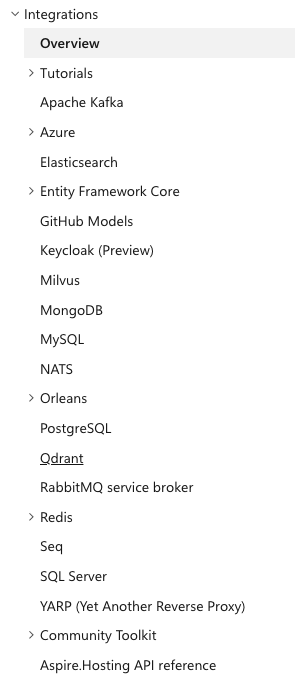 Integrations
Overview
Tutorials
Apache Kafka
Azure
Elasticsearch
Entity Framework Core
GitHub Models
Keycloak (Preview)
Milvus
MongoDB
MySQL
NATS
Orleans
PostgreSQL
Qdrant
RabbitMQ service broker
Redis
Seq
SQL Server
YARP (Yet Another Reverse Proxy)
Community Toolkit
Aspire.Hosting API reference